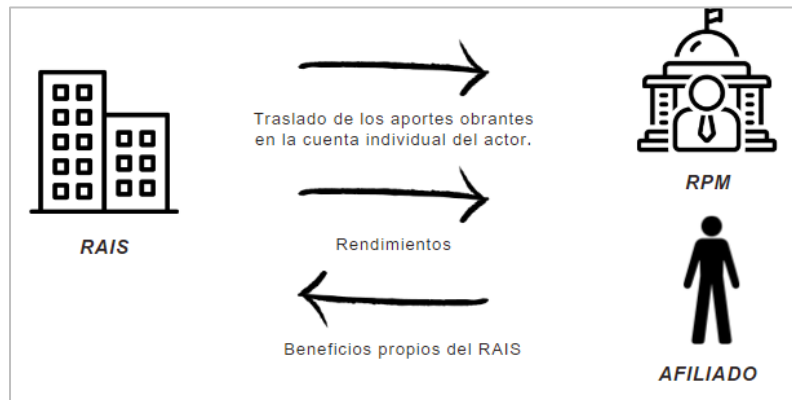 Traslado de los aportes obrantes
en la cuenta individual del actor.
RPM
RAIS
Rendimientos
Beneficios propios del RAIS
AFILIADO